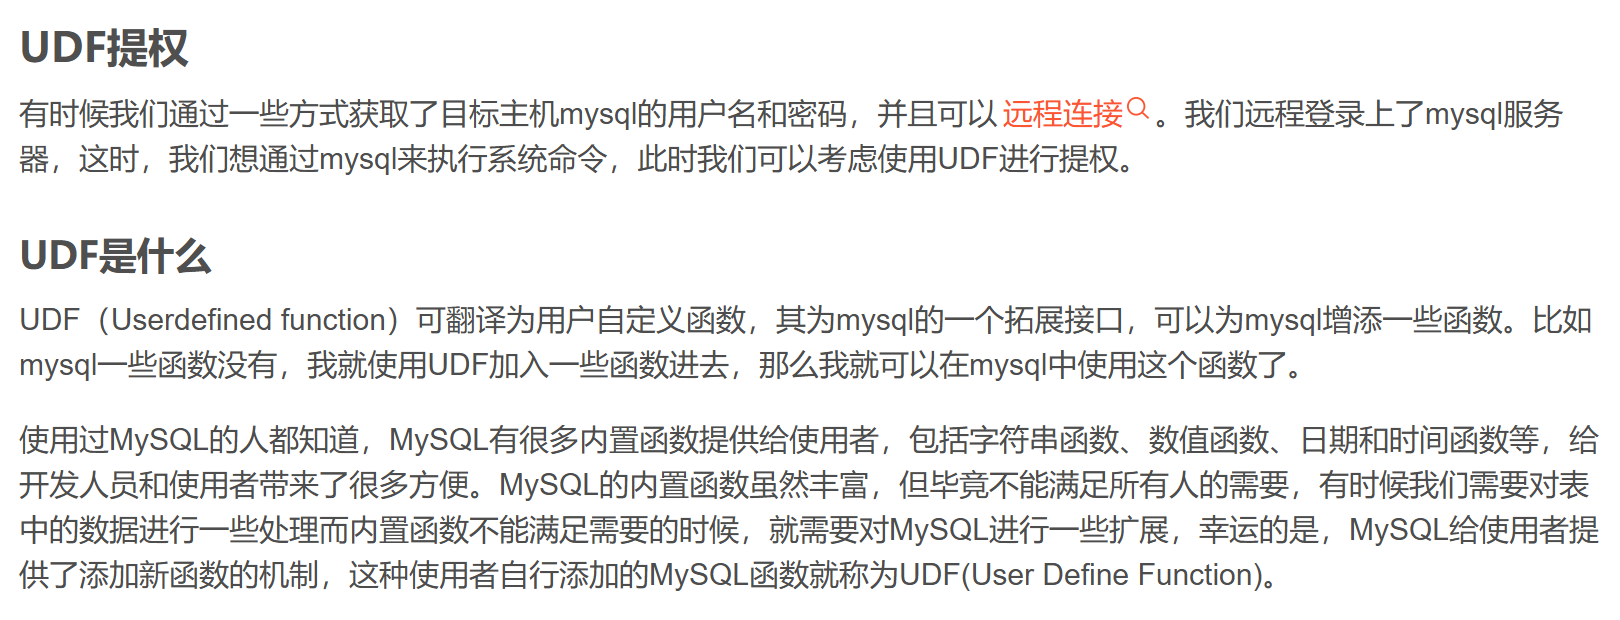 UDF提权
有时候我们通过一些方式获取了目标主机mysql的用户名和密码，并且可以 远程连接 。我们远程登录上了mysql服务
器，这时，我们想通过mysql来执行系统命令，此时我们可以考虑使用UDF进行提权。
UDF是什么
UDF（Userdefined function）可翻译为用户自定义函数，其为mysql的一个拓展接口，可以为mysql增添一些函数。比如
mysql一些函数没有，我就使用UDF加入一些函数进去，那么我就可以在mysql中使用这个函数了。
使用过MySQL的人都知道，MySQL有很多内置函数提供给使用者，包括字符串函数、数值函数、日期和时间函数等，给
开发人员和使用者带来了很多方便。MySQL的内置函数虽然丰富，但毕竟不能满足所有人的需要，有时候我们需要对表
中的数据进行一些处理而内置函数不能满足需要的时候，就需要对MySQL进行一些扩展，幸运的是，MySQL给使用者提
供了添加新函数的机制，这种使用者自行添加的MySQL函数就称为UDF(User Define Function)。